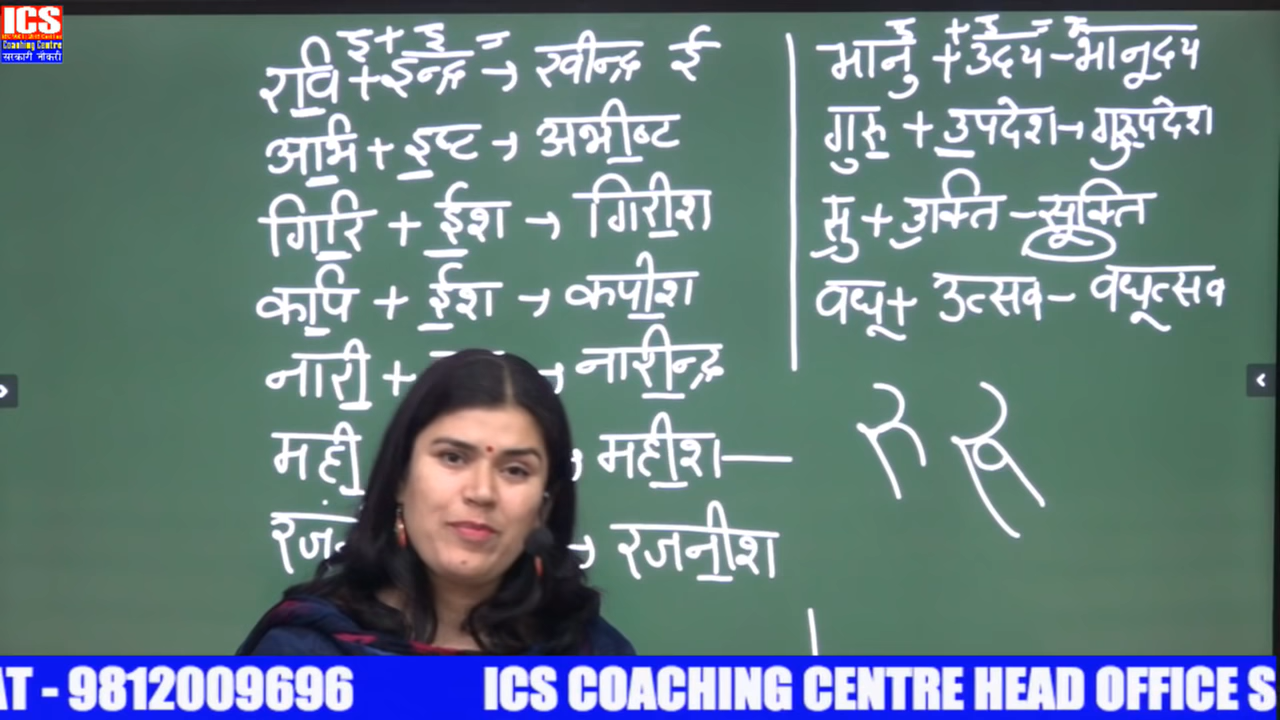 ICS
Coaching Centre
सरकारी नौकरी
इ + इ =
रवि + इन्द्र → रवीन्द्र ई
अभि + इष्ट → अभीष्ट
गिरि + ईश → गिरीश
कपि + ईश → कपीश
नारी + → नारीन्द्र
मही → महीश—
रज → रजनीश
भानु + उदय – भानूदय
गुरु + उपदेश → गुरुपदेश
सु + उक्ति – सूक्ति
वधू + उत्सव – वधूत्सव
रु रू
AT - 9812009696 ICS COACHING CENTRE HEAD OFFICE S